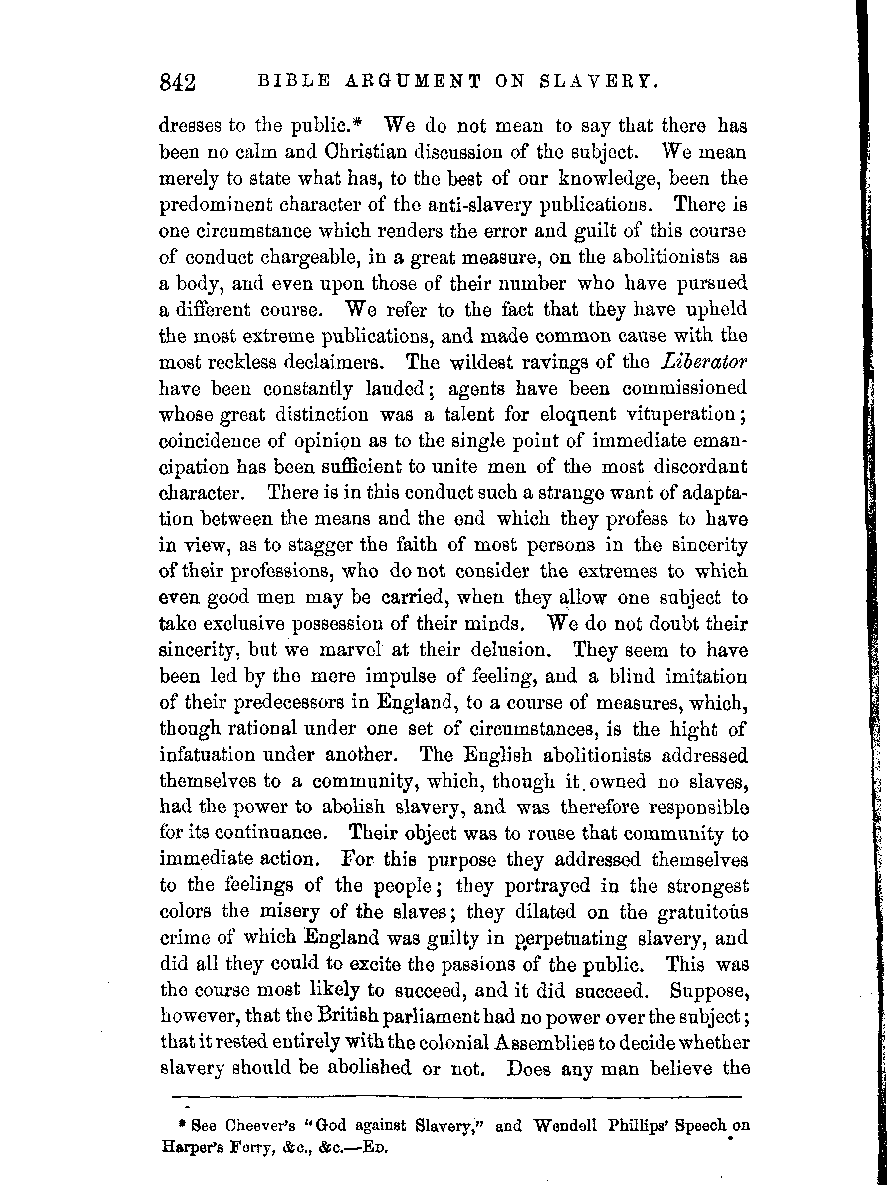 842 BIBLE ARGUMENT ON SLAVERY.
dresses to the public.* We do not mean to say that there has
been no calm and Christian discussion of the subject. We mean
merely to state what has, to the best of our knowledge, been the
predominent character of the anti-slavery publications. There is
one circumstance which renders the error and guilt of this course
of conduct chargeable, in a great measure, on the abolitionists as
a body, and even upon those of their number who have pursued
a different course. We refer to the fact that they have upheld
the most extreme publications, and made common cause with the
most reckless declaimers. The wildest ravings of the Liberator
have been constantly lauded; agents have been commissioned
whose great distinction was a talent for eloquent vituperation;
coincidence of opinion as to the single point of immediate eman-
cipation has been sufficient to unite men of the most discordant
character. There is in this conduct such a strange want of adapta-
tion between the means and the end which they profess to have
in view, as to stagger the faith of most persons in the sincerity
of their professions, who do not consider the extremes to which
even good men may be carried, when they allow one subject to
take exclusive possession of their minds. We do not doubt their
sincerity, but we marvel at their delusion. They seem to have
been led by the mere impulse of feeling, and a blind imitation
of their predecessors in England, to a course of measures, which,
though rational under one set of circumstances, is the hight of
infatuation under another. The English abolitionists addressed
themselves to a community, which, though it owned no slaves,
had the power to abolish slavery, and was therefore responsible
for its continuance. Their object was to rouse that community to
immediate action. For this purpose they addressed themselves
to the feelings of the people; they portrayed in the strongest
colors the misery of the slaves; they dilated on the gratuitous
crime of which England was guilty in perpetuating slavery, and
did all they could to excite the passions of the public. This was
the course most likely to succeed, and it did succeed. Suppose,
however, that the British parliament had no power over the subject;
that it rested entirely with the colonial Assemblies to decide whether
slavery should be abolished or not. Does any man believe the
* See Cheever's "God against Slavery," and Wendell Phillips' Speech on
Harper's Ferry, &c., &c.—ED.